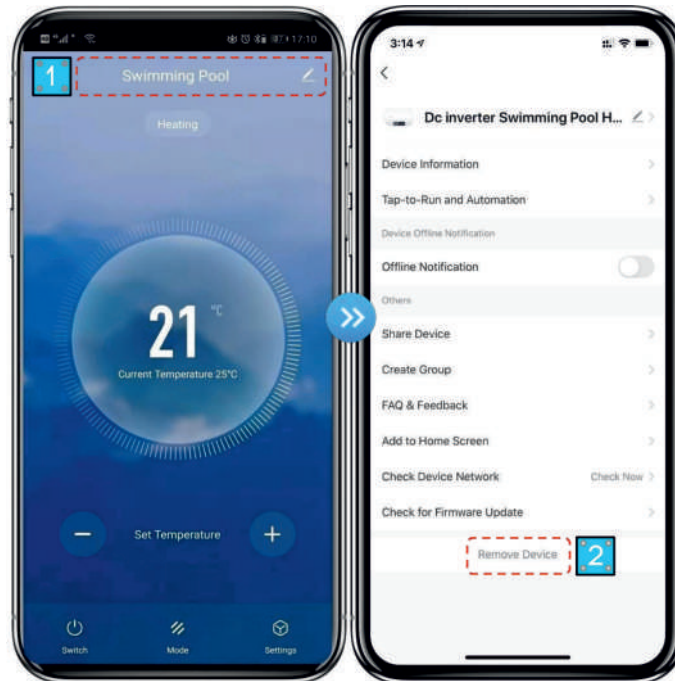 17:10
1
Swimming Pool
Heating
21 °C
Current Temperature 25°C
Set Temperature
Switch
Mode
Settings
3:14
Dc inverter Swimming Pool H...
Device Information
Tap-to-Run and Automation
Device Offline Notification
Offline Notification
Others
Share Device
Create Group
FAQ & Feedback
Add to Home Screen
Check Device Network Check Now
Check for Firmware Update
Remove Device
2